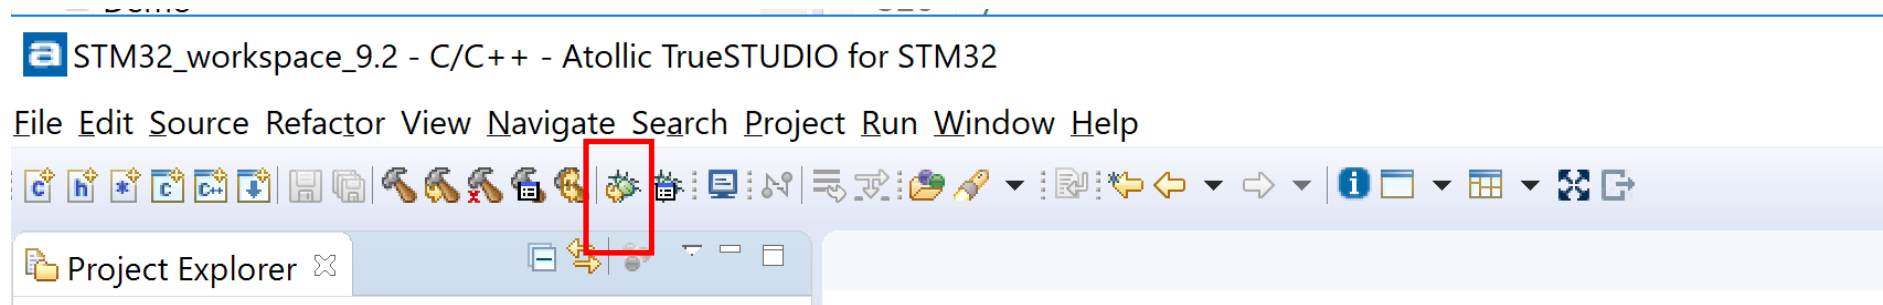 STM32_workspace_9.2 - C/C++ - Atollic TrueSTUDIO for STM32
File Edit Source Refactor View Navigate Search Project Run Window Help
Project Explorer